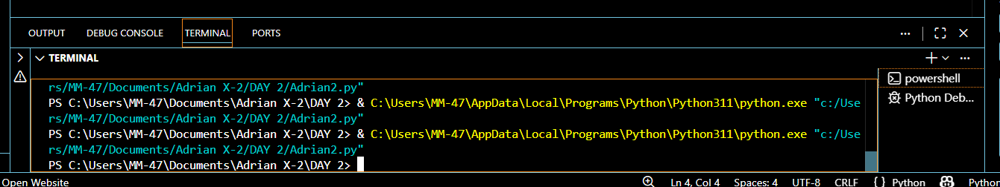 OUTPUT DEBUG CONSOLE TERMINAL PORTS
TERMINAL
rs/MM-47/Documents/Adrian X-2/DAY 2/Adrian2.py"
PS C:\Users\MM-47\Documents\Adrian X-2\DAY 2> & C:\Users\MM-47\AppData\Local\Programs\Python\Python311\python.exe "c:/Use
rs/MM-47/Documents/Adrian X-2/DAY 2/Adrian2.py"
PS C:\Users\MM-47\Documents\Adrian X-2\DAY 2> & C:\Users\MM-47\AppData\Local\Programs\Python\Python311\python.exe "c:/Use
rs/MM-47/Documents/Adrian X-2/DAY 2/Adrian2.py"
PS C:\Users\MM-47\Documents\Adrian X-2\DAY 2>
powershell
Python Deb...
Open Website Ln 4, Col 4 Spaces: 4 UTF-8 CRLF {} Python Python